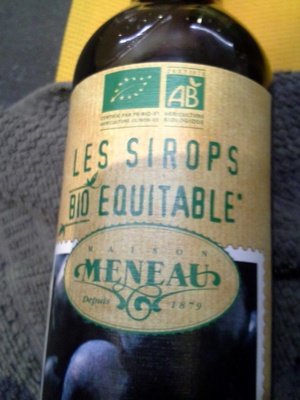 AB
LES SIROPS
BIO EQUITABLE*
MAISON
MENEAU
Depuis 1879